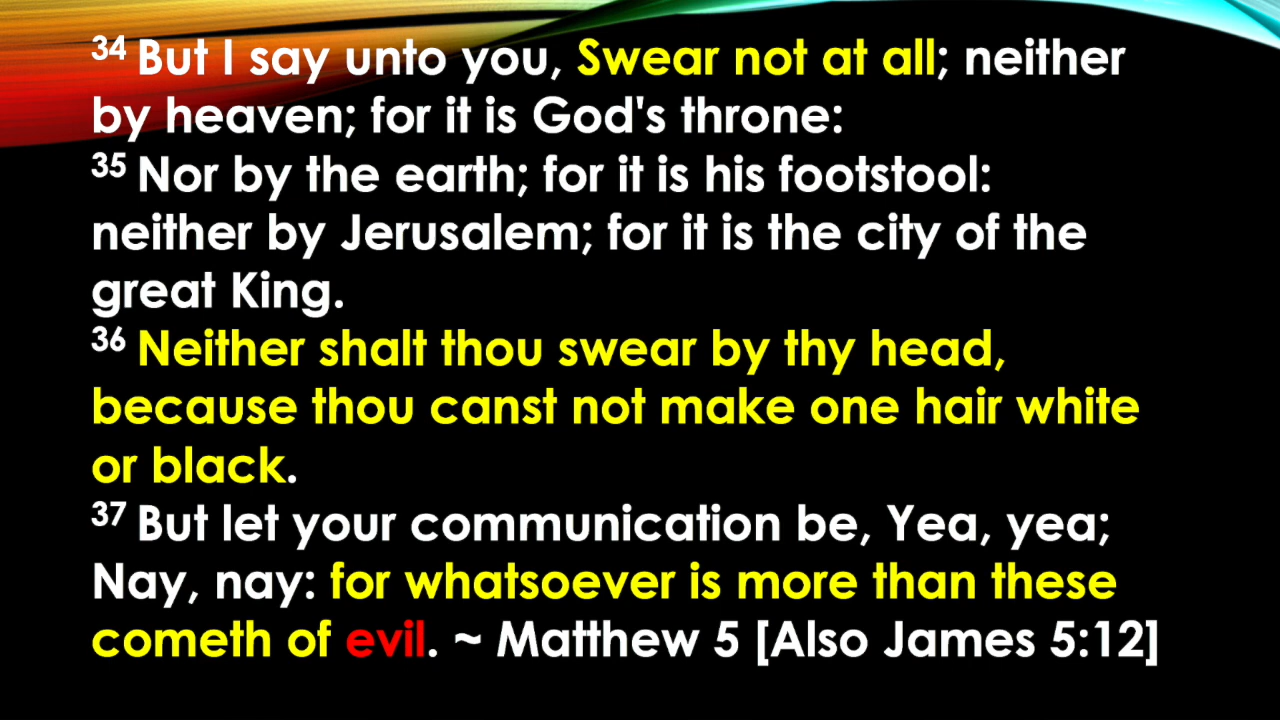 34 But I say unto you, Swear not at all; neither
by heaven; for it is God's throne:
35 Nor by the earth; for it is his footstool:
neither by Jerusalem; for it is the city of the
great King.
36 Neither shalt thou swear by thy head,
because thou canst not make one hair white
or black.
37 But let your communication be, Yea, yea;
Nay, nay: for whatsoever is more than these
cometh of evil. ~ Matthew 5 [Also James 5:12]